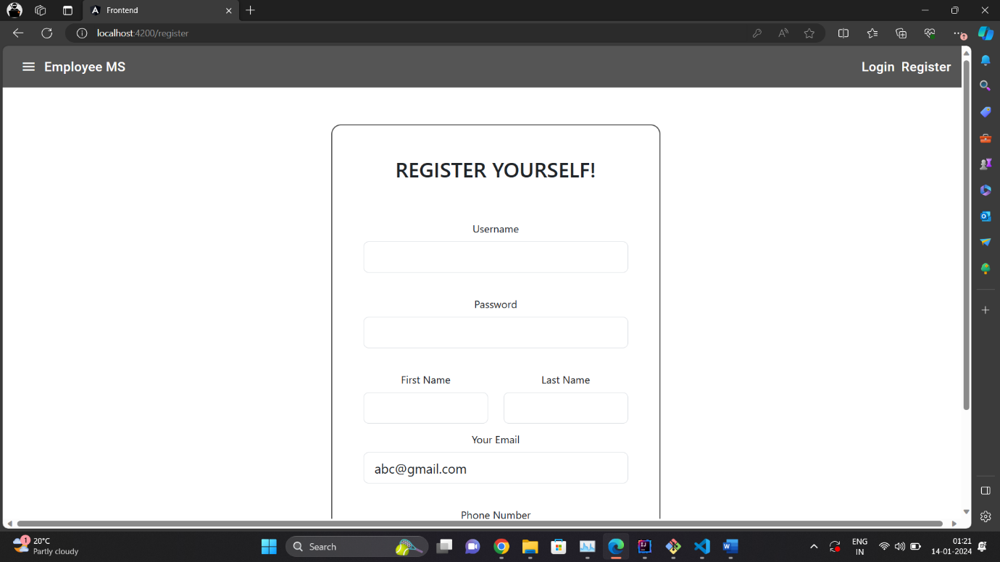 Frontend
localhost:4200/register
Employee MS
Login Register
REGISTER YOURSELF!
Username
Password
First Name Last Name
Your Email
abc@gmail.com
Phone Number
1
20°C
Partly cloudy
Search
ENG
IN
01:21
14-01-2024